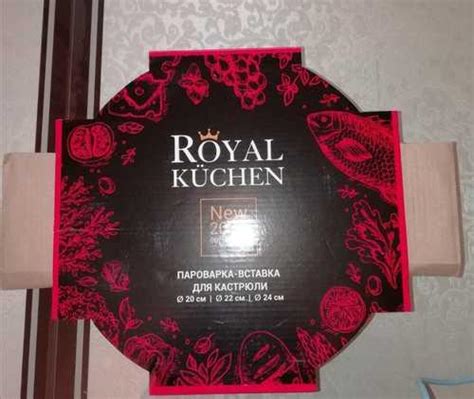 ROYAL
KÜCHEN
New
ПАРОВАРКА-ВСТАВКА
ДЛЯ КАСТРЮЛИ
Ø 20 см | Ø 22 см | Ø 24 см